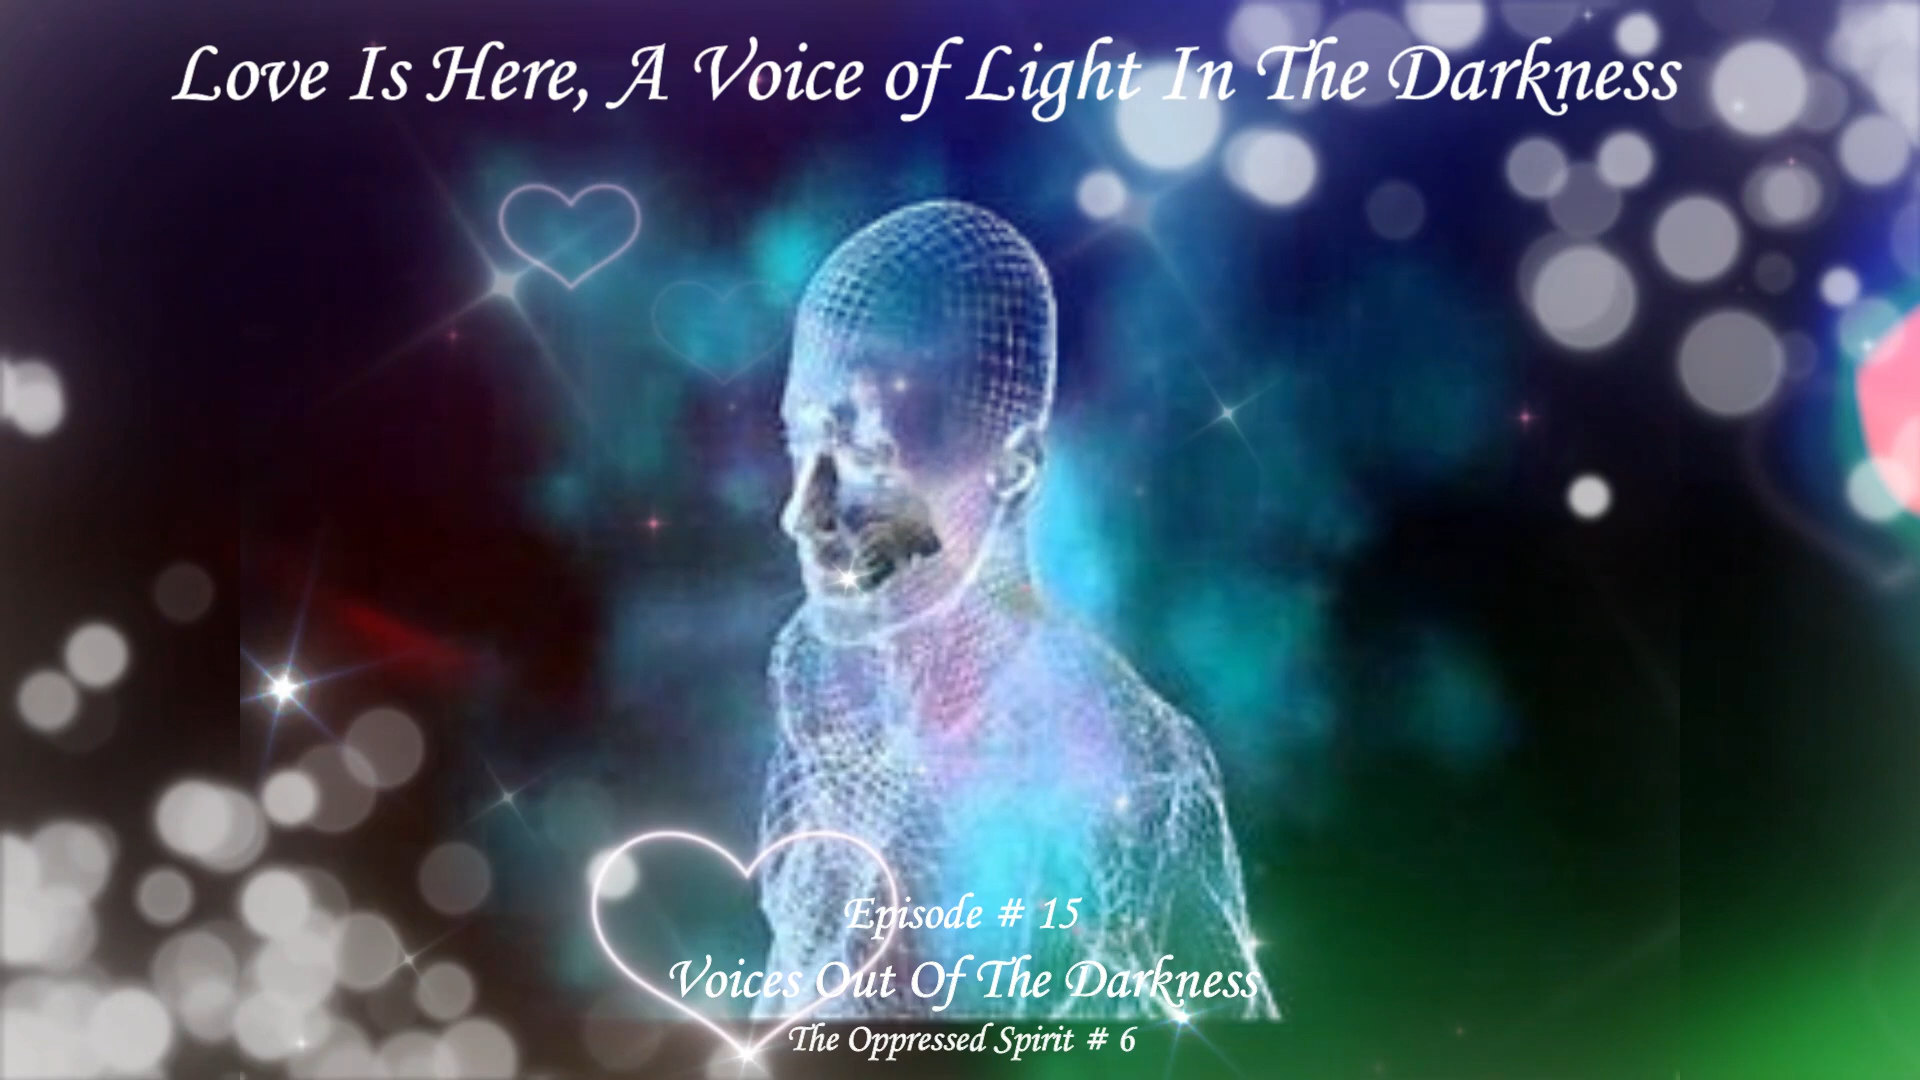 Love Is Here, A Voice of Light In The Darkness
Episode # 15
Voices Out Of The Darkness
The Oppressed Spirit # 6